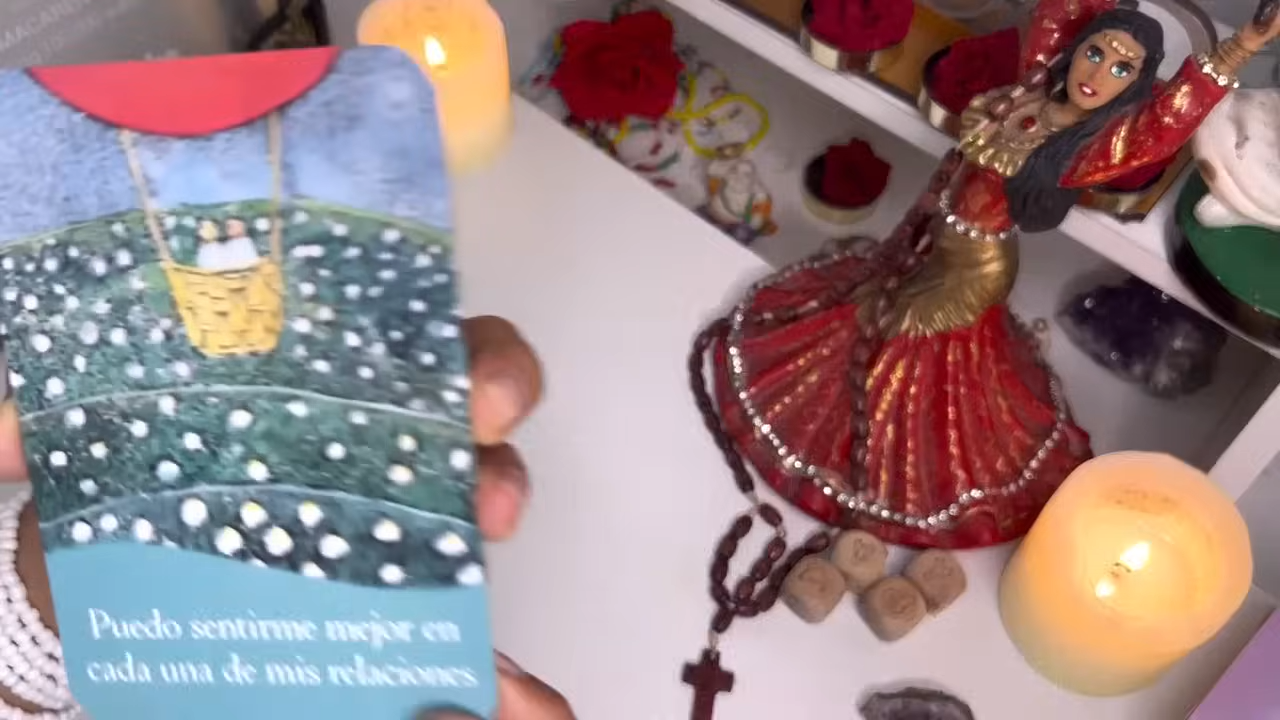 Puedo sentirme mejor en
cada una de mis relaciones